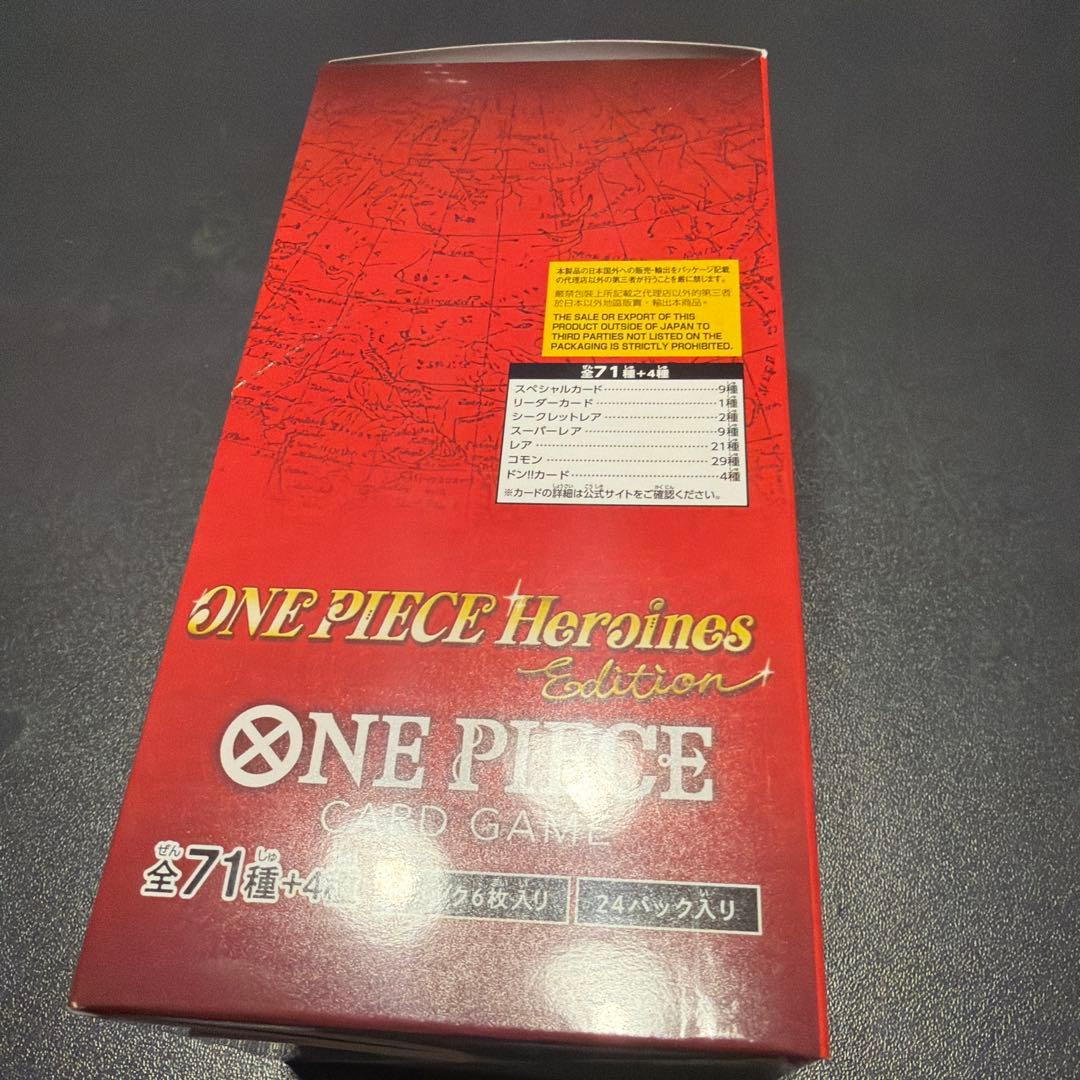 本製品の日本国外への販売・輸出をパッケージ記載
の代理店以外の第三者が行うことを厳に禁じます。
嚴禁包裝上所記載之代理店以外的第三者
於日本以外地區販賣・輸出本商品。
THE SALE OR EXPORT OF THIS
PRODUCT OUTSIDE OF JAPAN TO
THIRD PARTIES NOT LISTED ON THE
PACKAGING IS STRICTLY PROHIBITED.
全71種+4種
スペシャルカード 9種
リーダーカード 1種
シークレットレア 2種
スーパーレア 9種
レア 21種
コモン 29種
ドン!!カード 4種
※カードの詳細は公式サイトをご確認ください。
ONE PIECE Heroines
Edition
ONE PIECE
CARD GAME
全71種+4種
ク6枚入り
24パック入り